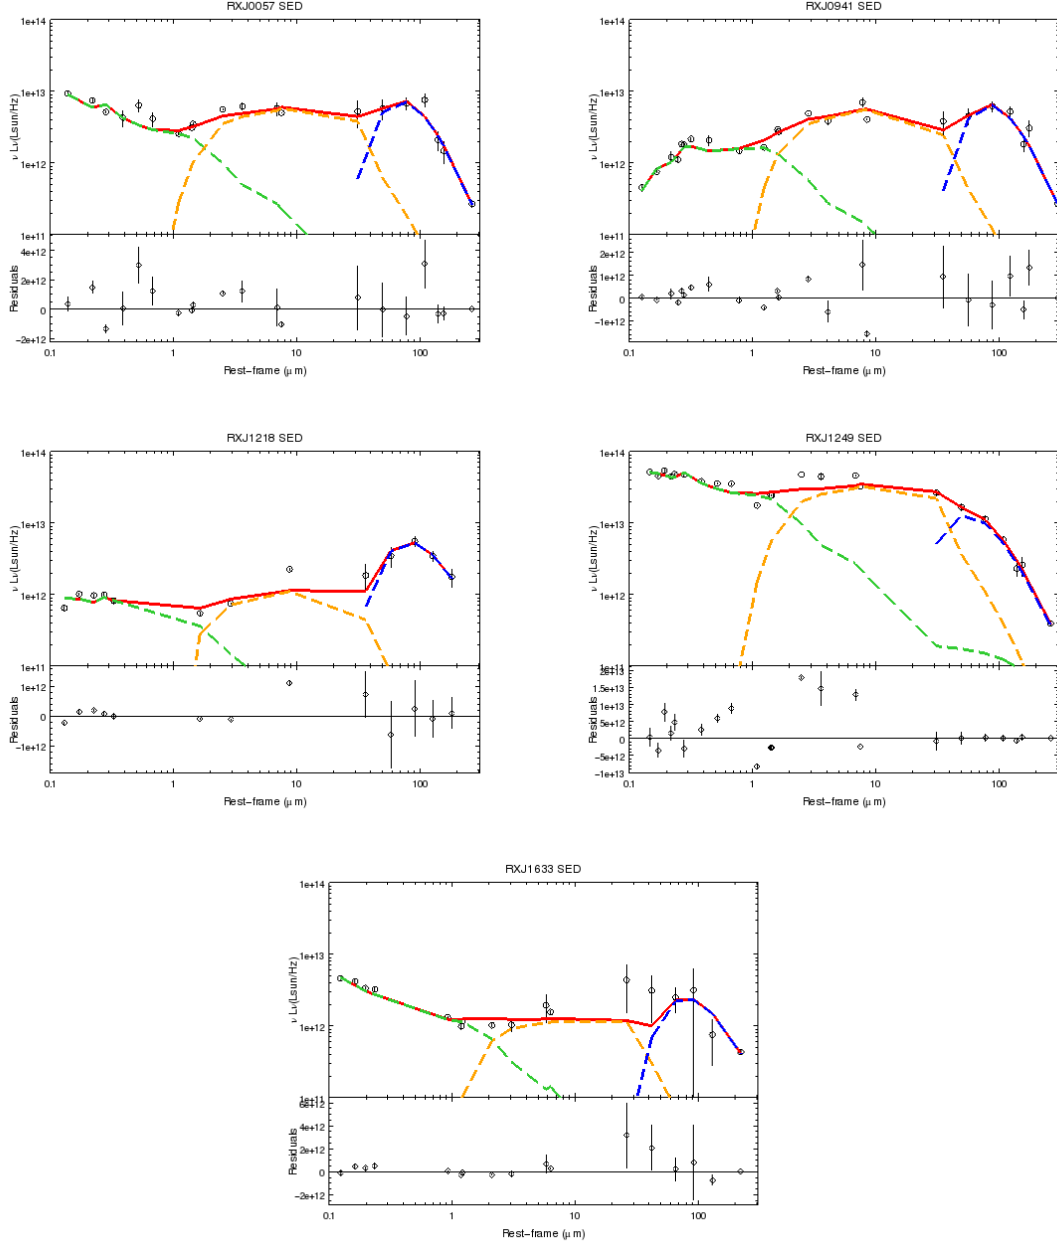 RXJ0057 SED
1e+14
1e+13
1e+12
1e+11
ν Lν(Lsun/Hz)
4e+12
2e+12
0
−2e+12
Residuals
0.1 1 10 100
Rest−frame (μ m)
RXJ0941 SED
1e+14
1e+13
1e+12
1e+11
ν Lν(Lsun/Hz)
2e+12
1e+12
0
−1e+12
Residuals
0.1 1 10 100
Rest−frame (μ m)
RXJ1218 SED
1e+14
1e+13
1e+12
1e+11
ν Lν(Lsun/Hz)
1e+12
0
−1e+12
Residuals
0.1 1 10 100
Rest−frame (μ m)
RXJ1249 SED
1e+14
1e+13
1e+12
1e+11
ν Lν(Lsun/Hz)
2e+13
1.5e+13
1e+13
5e+12
0
−5e+12
−1e+13
Residuals
0.1 1 10 100
Rest−frame (μ m)
RXJ1633 SED
1e+14
1e+13
1e+12
1e+11
ν Lν(Lsun/Hz)
6e+12
4e+12
2e+12
0
−2e+12
Residuals
0.1 1 10 100
Rest−frame (μ m)